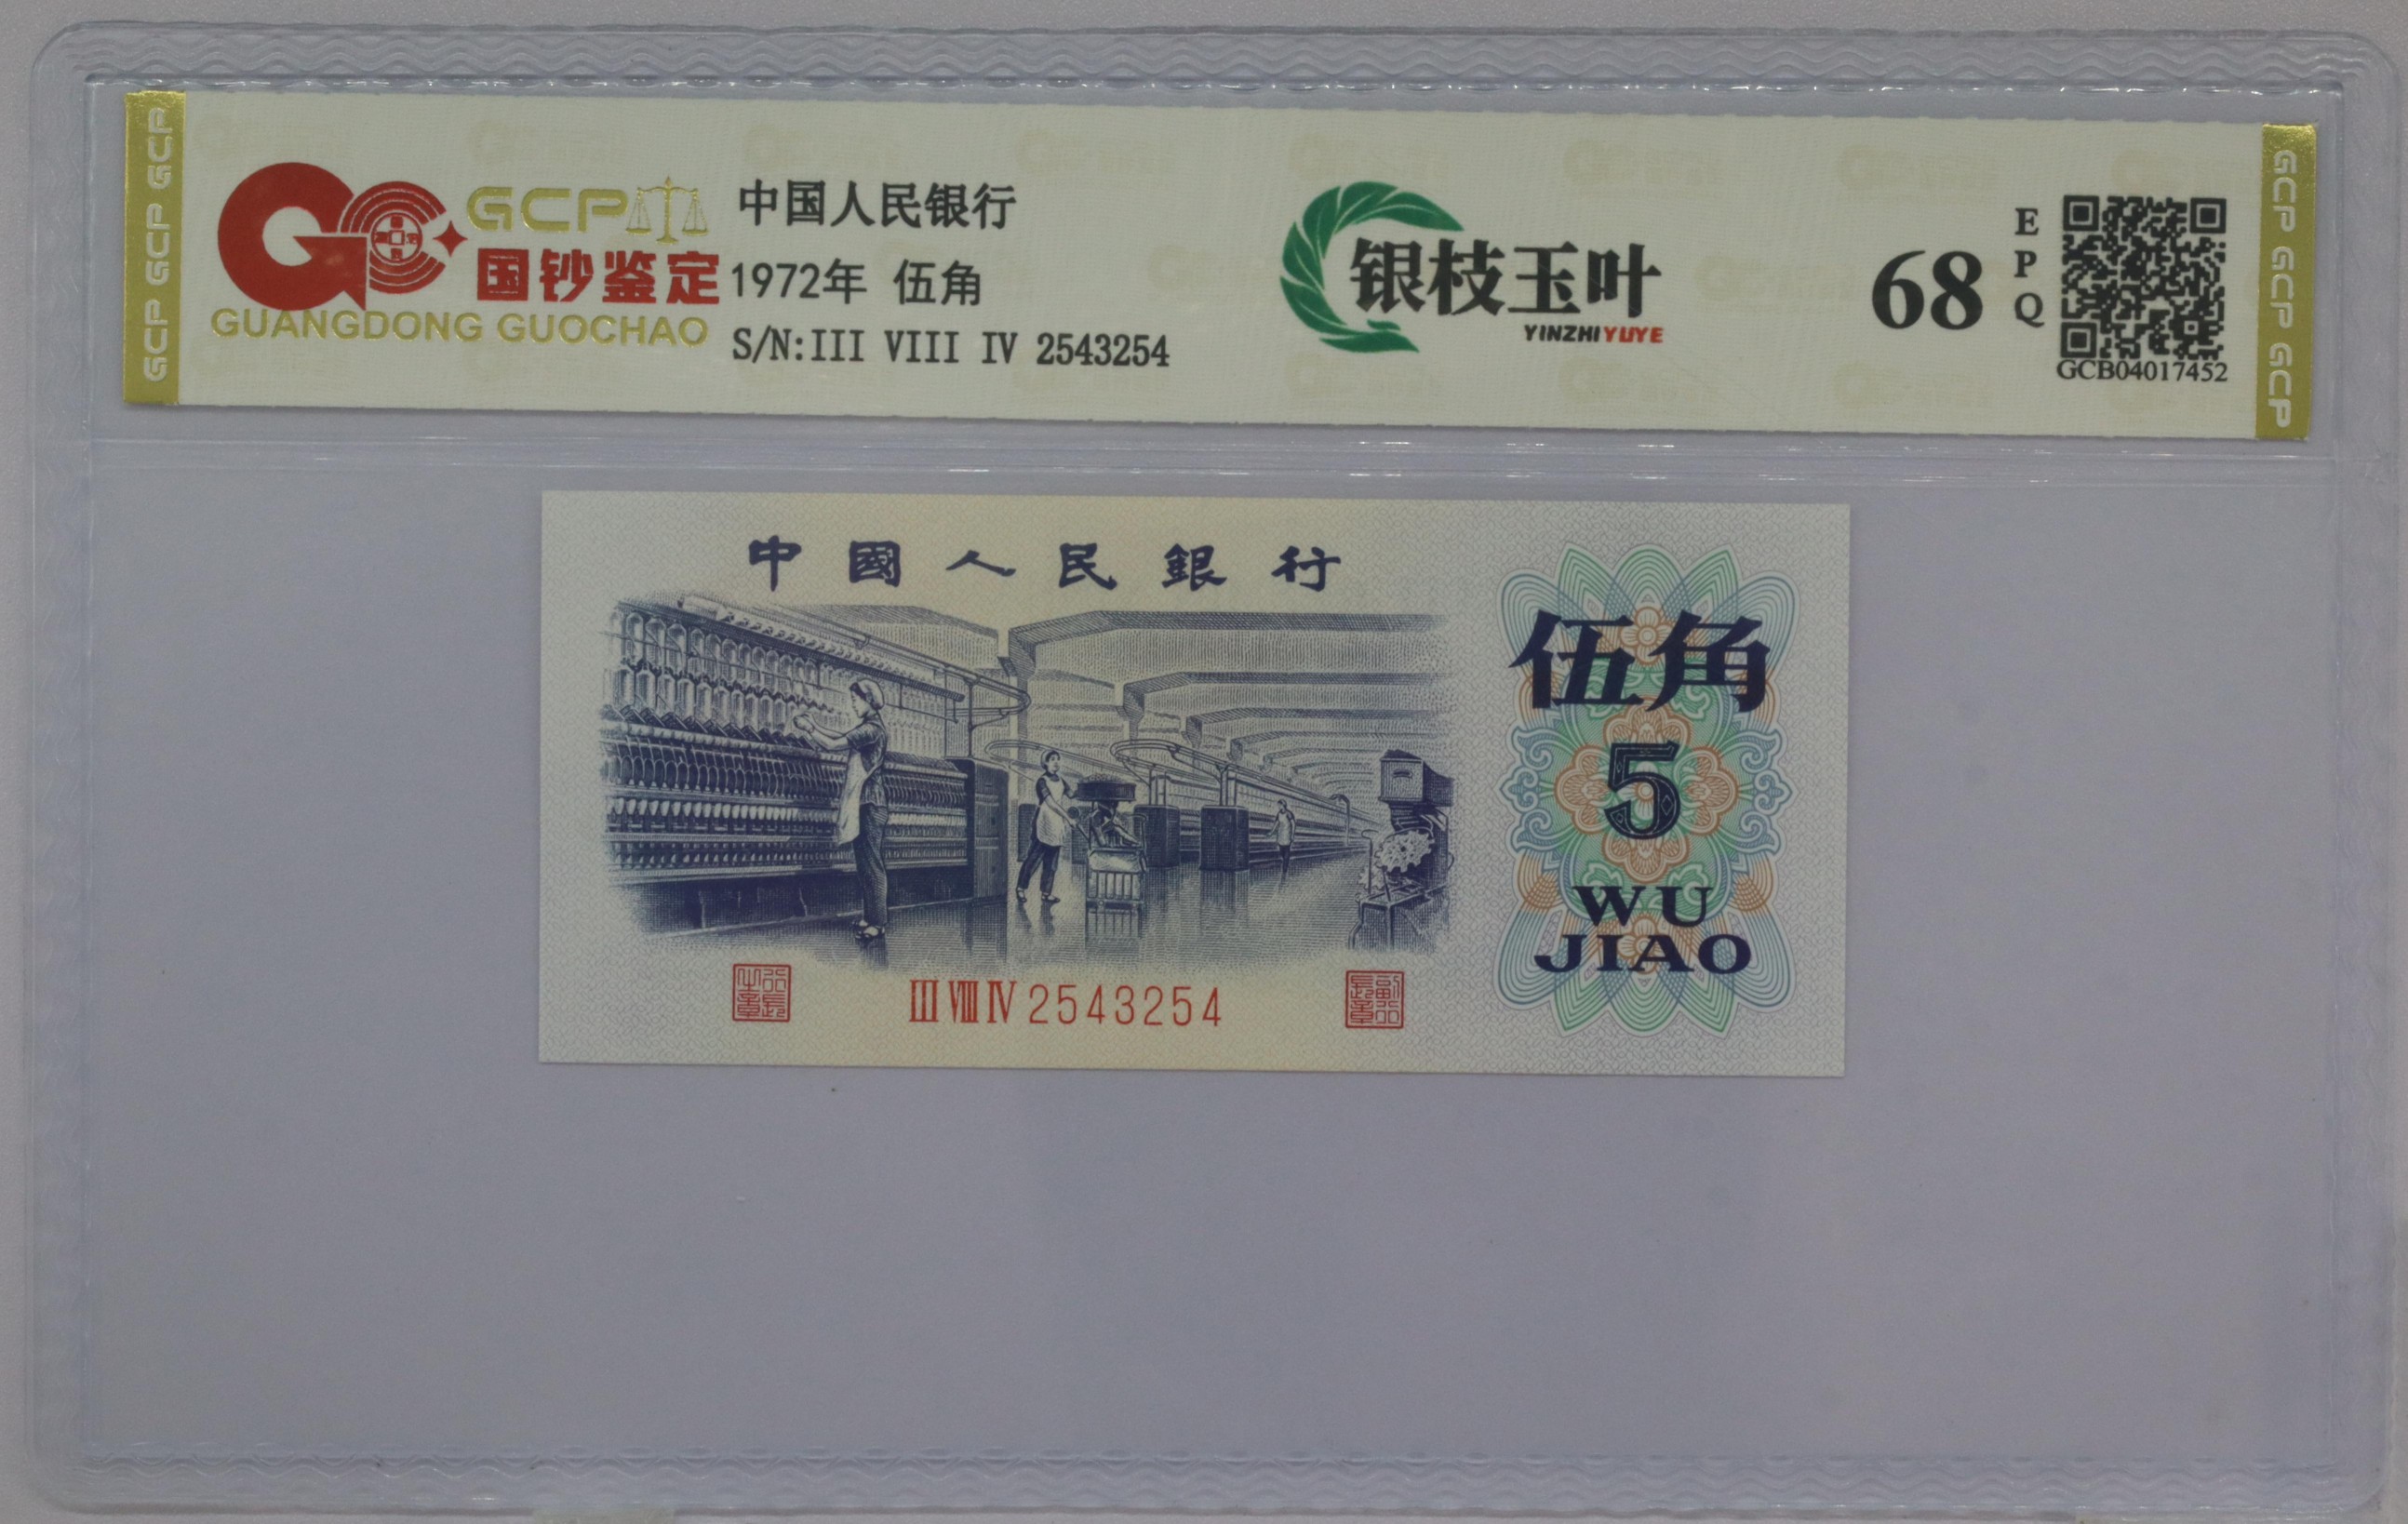 GCP GCP GCP
GCP
国钞鉴定
GUANGDONG GUOCHAO
中国人民银行
1972年 伍角
S/N:III VIII IV 2543254
银枝玉叶
YINZHIYUYE
68
EPQ
GCB04017452
GCP GCP GCP
中國人民銀行
伍角
5
WU
JIAO
III VIII IV 2543254